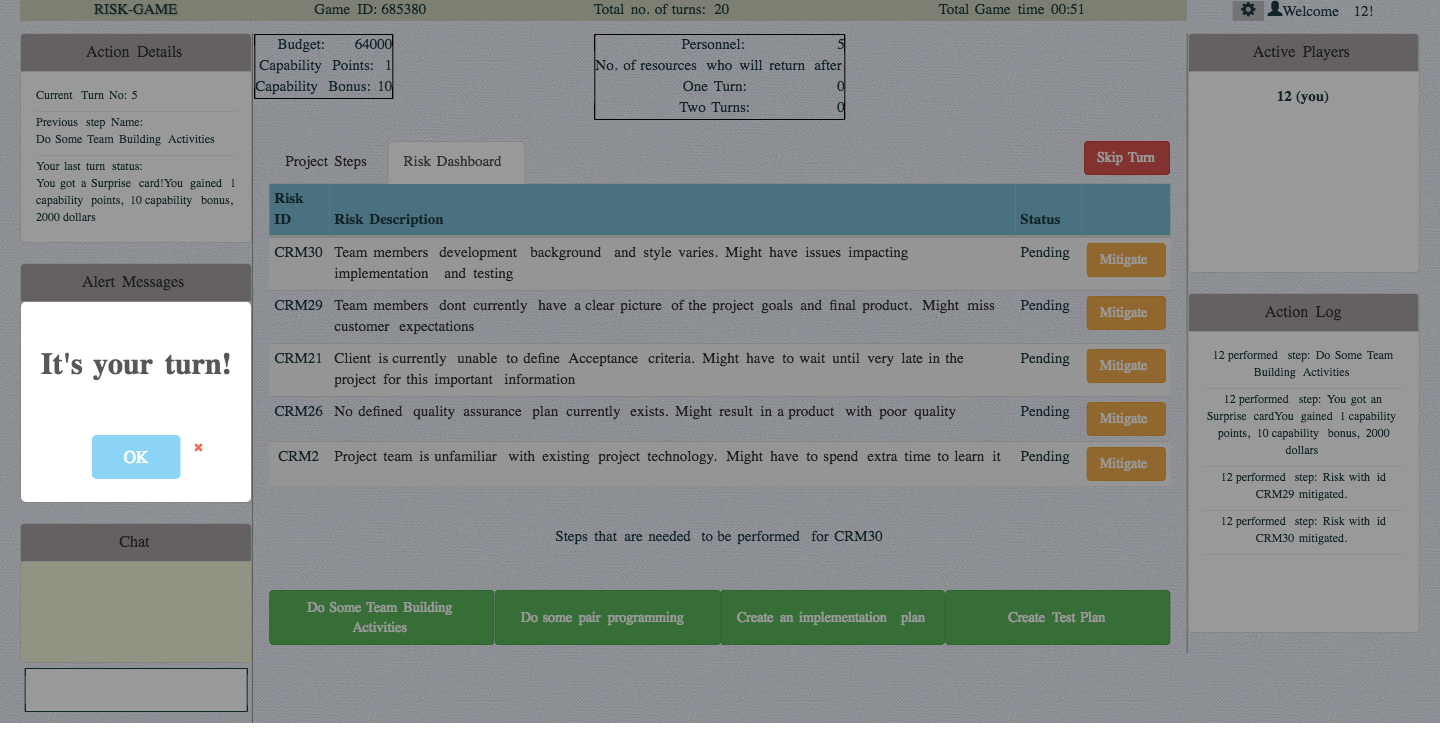 RISK-GAME
Game ID: 685380
Total no. of turns: 20
Total Game time 00:51
Welcome 12!
Action Details
Current Turn No: 5
Previous step Name:
Do Some Team Building Activities
Your last turn status:
You got a Surprise card!You gained 1
capability points, 10 capability bonus,
2000 dollars
Alert Messages
It's your turn!
OK
Chat
Budget: 64000
Capability Points: 1
Capability Bonus: 10
Personnel: 5
No. of resources who will return after
One Turn: 0
Two Turns: 0
Project Steps
Risk Dashboard
Skip Turn
Risk
ID
Risk Description
Status
CRM30
Team members development background and style varies. Might have issues impacting
implementation and testing
Pending
Mitigate
CRM29
Team members dont currently have a clear picture of the project goals and final product. Might miss
customer expectations
Pending
Mitigate
CRM21
Client is currently unable to define Acceptance criteria. Might have to wait until very late in the
project for this important information
Pending
Mitigate
CRM26
No defined quality assurance plan currently exists. Might result in a product with poor quality
Pending
Mitigate
CRM2
Project team is unfamiliar with existing project technology. Might have to spend extra time to learn it
Pending
Mitigate
Steps that are needed to be performed for CRM30
Do Some Team Building
Activities
Do some pair programming
Create an implementation plan
Create Test Plan
Active Players
12 (you)
Action Log
12 performed step: Do Some Team
Building Activities
12 performed step: You got an
Surprise cardYou gained 1 capability
points, 10 capability bonus, 2000
dollars
12 performed step: Risk with id
CRM29 mitigated.
12 performed step: Risk with id
CRM30 mitigated.